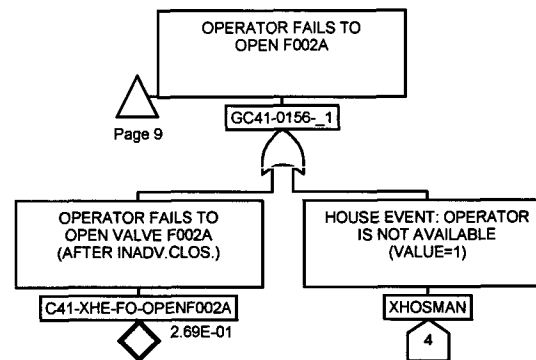 OPERATOR FAILS TO
OPEN F002A
Page 9
GC41-0156-_1
OPERATOR FAILS TO
OPEN VALVE F002A
(AFTER INADV.CLOS.)
HOUSE EVENT: OPERATOR
IS NOT AVAILABLE
(VALUE=1)
C41-XHE-FO-OPENF002A
XHOSMAN
2.69E-01
4